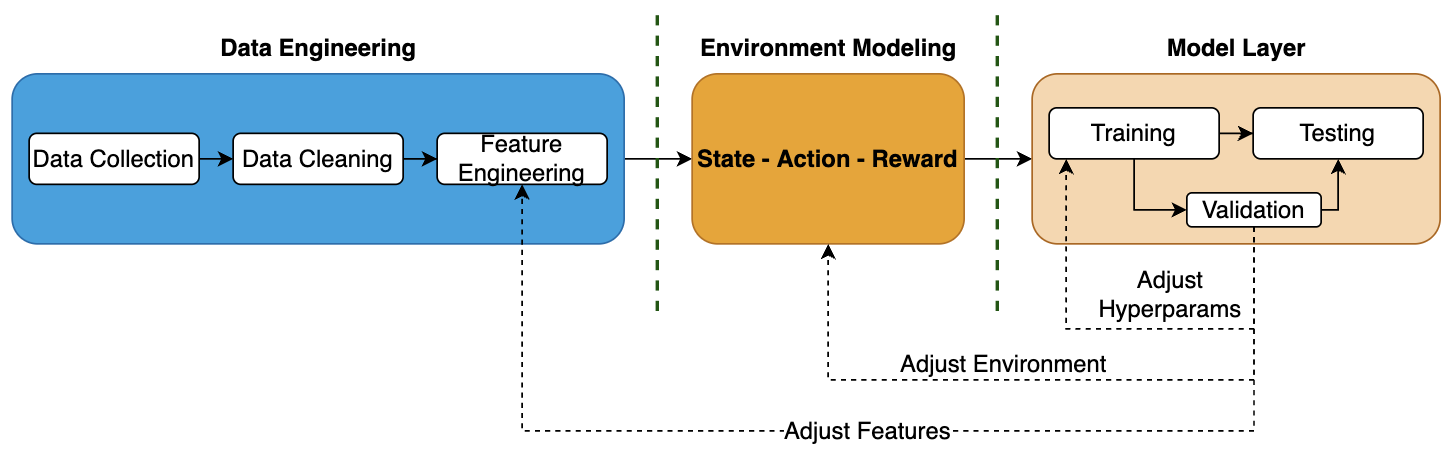 Data Engineering
Environment Modeling
Model Layer
Data Collection
Data Cleaning
Feature
Engineering
State - Action - Reward
Training
Testing
Validation
Adjust
Hyperparams
Adjust Environment
Adjust Features